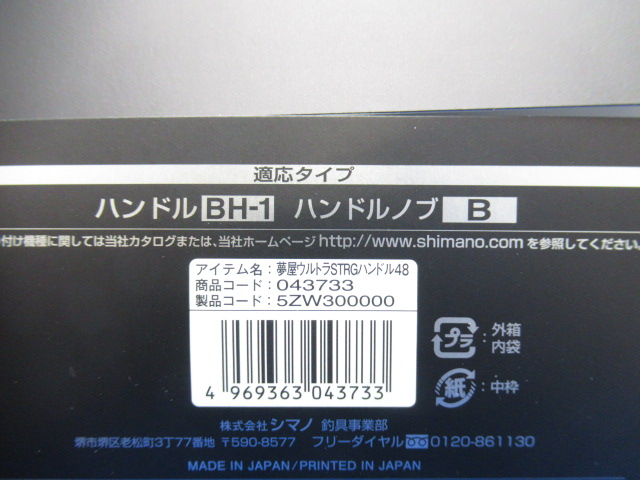 適応タイプ
ハンドル BH-1 ハンドルノブ B
付け機種に関しては当社カタログまたは、当社ホームページ http://www.shimano.com を参照してください。
アイテム名：夢屋ウルトラSTRGハンドル48
商品コード：043733
製品コード：5ZW300000
4 969363 043733
プラ：外箱
内袋
紙：中枠
株式会社 シマノ 釣具事業部
堺市堺区老松町3丁77番地 〒590-8577 フリーダイヤル 0120-861130
MADE IN JAPAN/PRINTED IN JAPAN